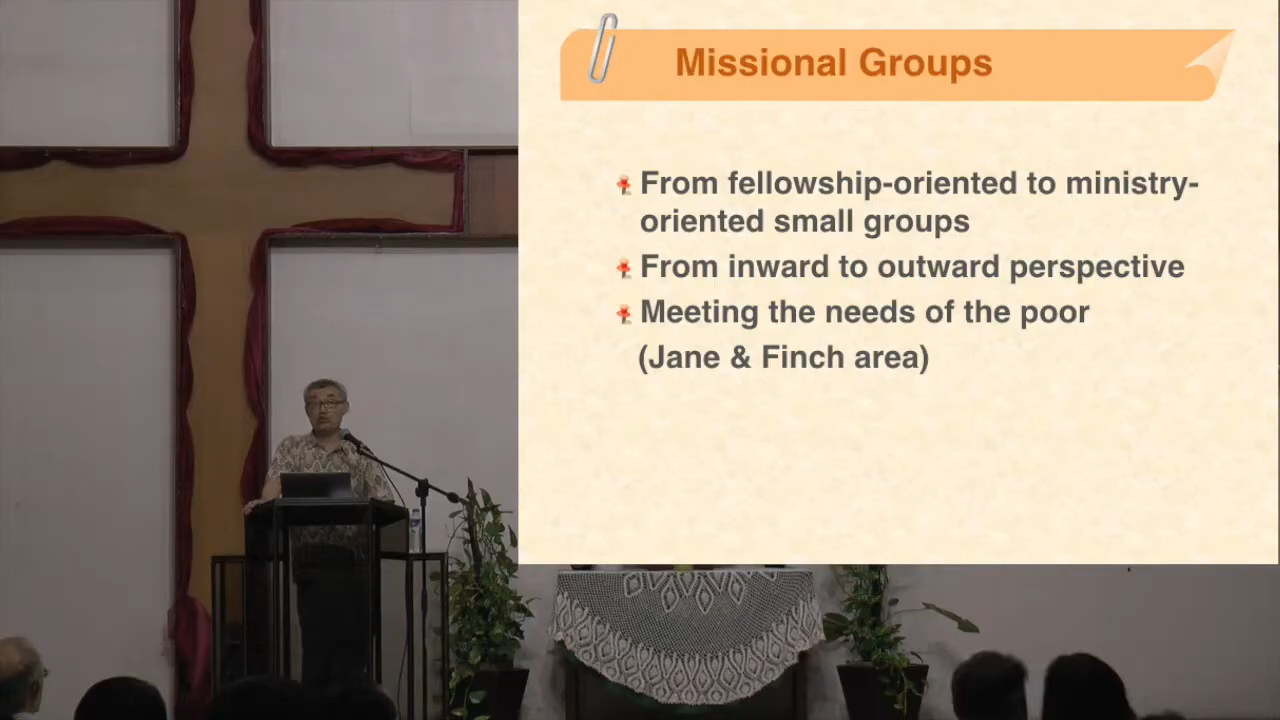 Missional Groups
From fellowship-oriented to ministry-
oriented small groups
From inward to outward perspective
Meeting the needs of the poor
(Jane & Finch area)